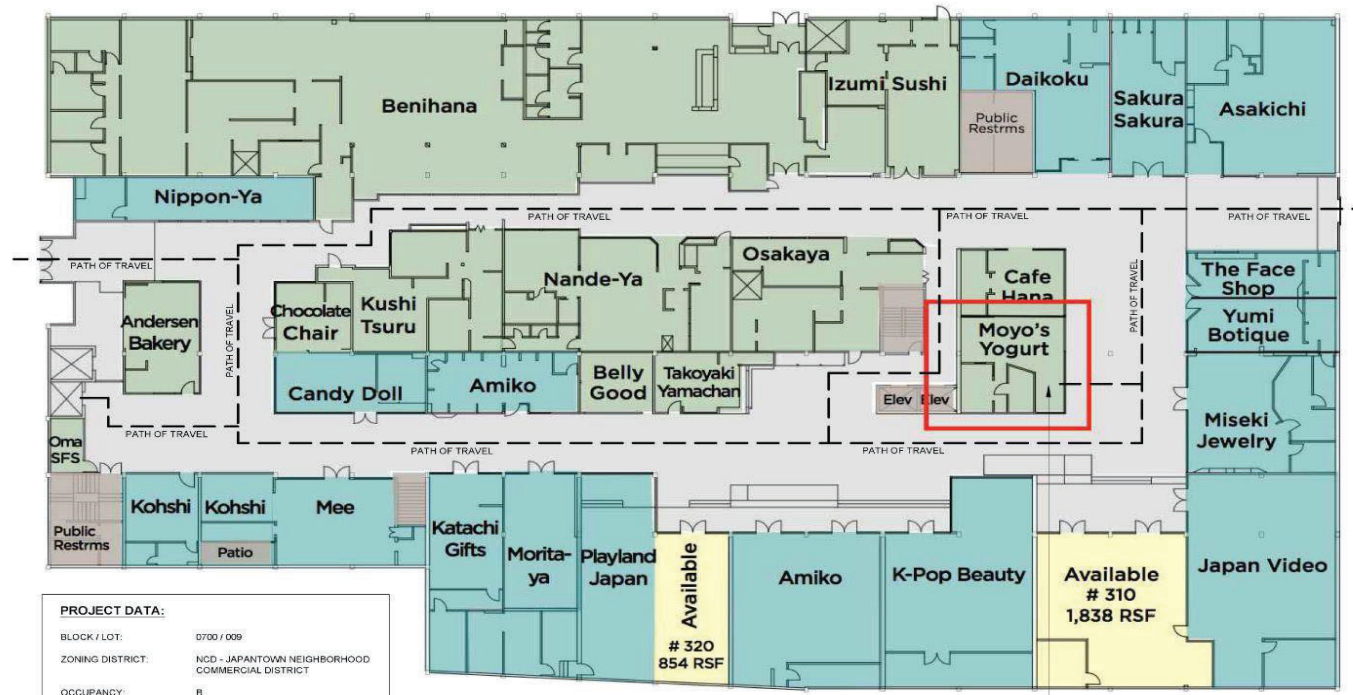 Benihana
Izumi Sushi
Public
Restrms
Daikoku
Sakura
Sakura
Asakichi
Nippon-Ya
PATH OF TRAVEL
PATH OF TRAVEL
PATH OF TRAVEL
PATH OF TRAVEL
PATH OF TRAVEL
Andersen
Bakery
PATH OF TRAVEL
Chocolate
Chair
Kushi
Tsuru
Nande-Ya
Osakaya
Cafe
Hana
Moyo's
Yogurt
PATH OF TRAVEL
The Face
Shop
Yumi
Botique
Candy Doll
Amiko
Belly
Good
Takoyaki
Yamachan
Elev Elev
Miseki
Jewelry
PATH OF TRAVEL
PATH OF TRAVEL
PATH OF TRAVEL
Oma
SFS
Public
Restrms
Kohshi
Kohshi
Patio
Mee
Katachi
Gifts
Morita-
ya
Playland
Japan
Available
# 320
854 RSF
Amiko
K-Pop Beauty
Available
# 310
1,838 RSF
Japan Video
PROJECT DATA:
BLOCK / LOT: 0700 / 009
ZONING DISTRICT: NCD - JAPANTOWN NEIGHBORHOOD
COMMERCIAL DISTRICT
OCCUPANCY: B